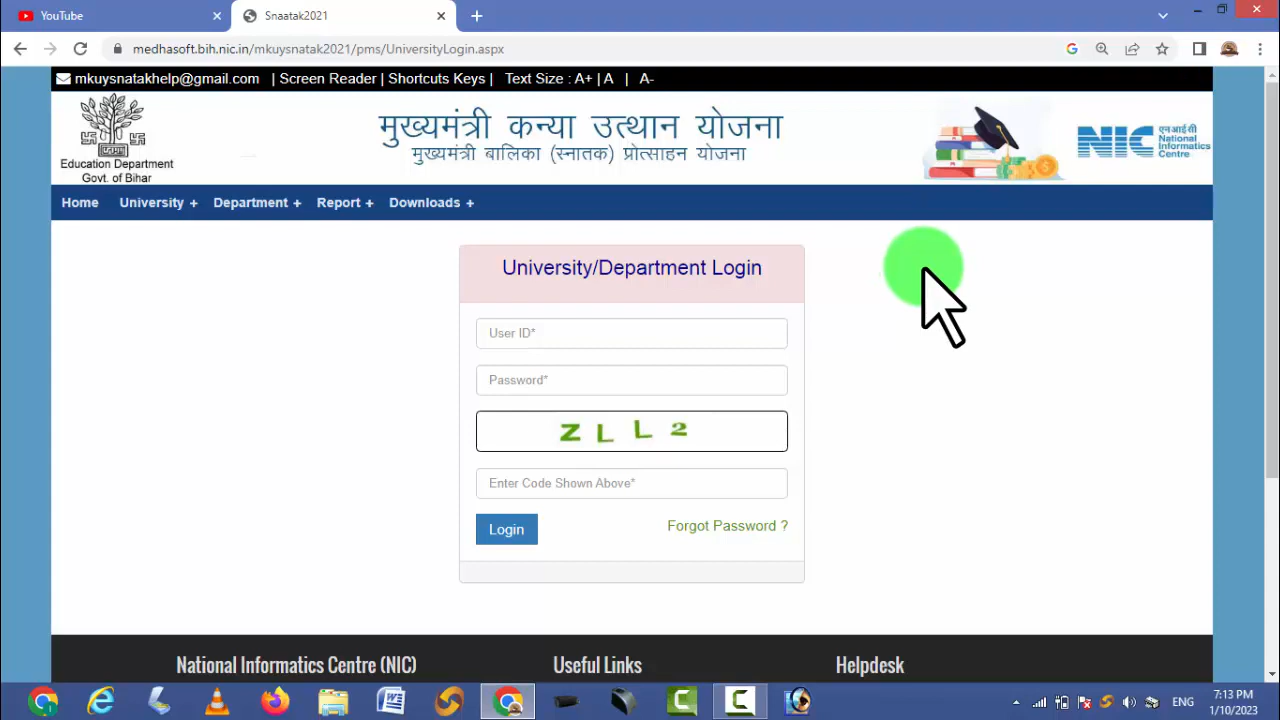 YouTube
Snaatak2021
medhasoft.bih.nic.in/mkuysnatak2021/pms/UniversityLogin.aspx
mkuysnatakhelp@gmail.com | Screen Reader | Shortcuts Keys | Text Size : A+ | A | A-
Education Department
Govt. of Bihar
मुख्यमंत्री कन्या उत्थान योजना
मुख्यमंत्री बालिका (स्नातक) प्रोत्साहन योजना
NIC एन आई सी
National
Informatics
Centre
Home University + Department + Report + Downloads +
University/Department Login
User ID*
Password*
Z L L 2
Enter Code Shown Above*
Login
Forgot Password ?
National Informatics Centre (NIC) Useful Links Helpdesk
ENG
7:13 PM
1/10/2023